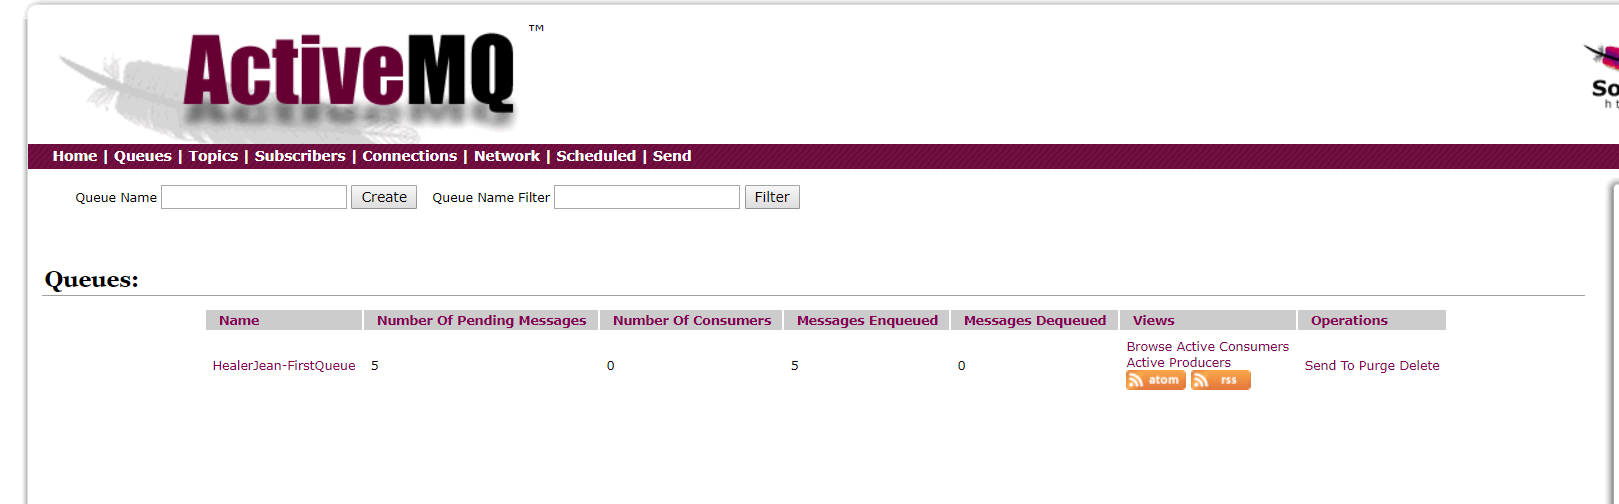 ActiveMQ ™
So
h t
Home | Queues | Topics | Subscribers | Connections | Network | Scheduled | Send
Queue Name Create Queue Name Filter Filter
Queues:
Name Number Of Pending Messages Number Of Consumers Messages Enqueued Messages Dequeued Views Operations
HealerJean-FirstQueue 5 0 5 0 Browse Active Consumers
Active Producers
atom rss
Send To Purge Delete